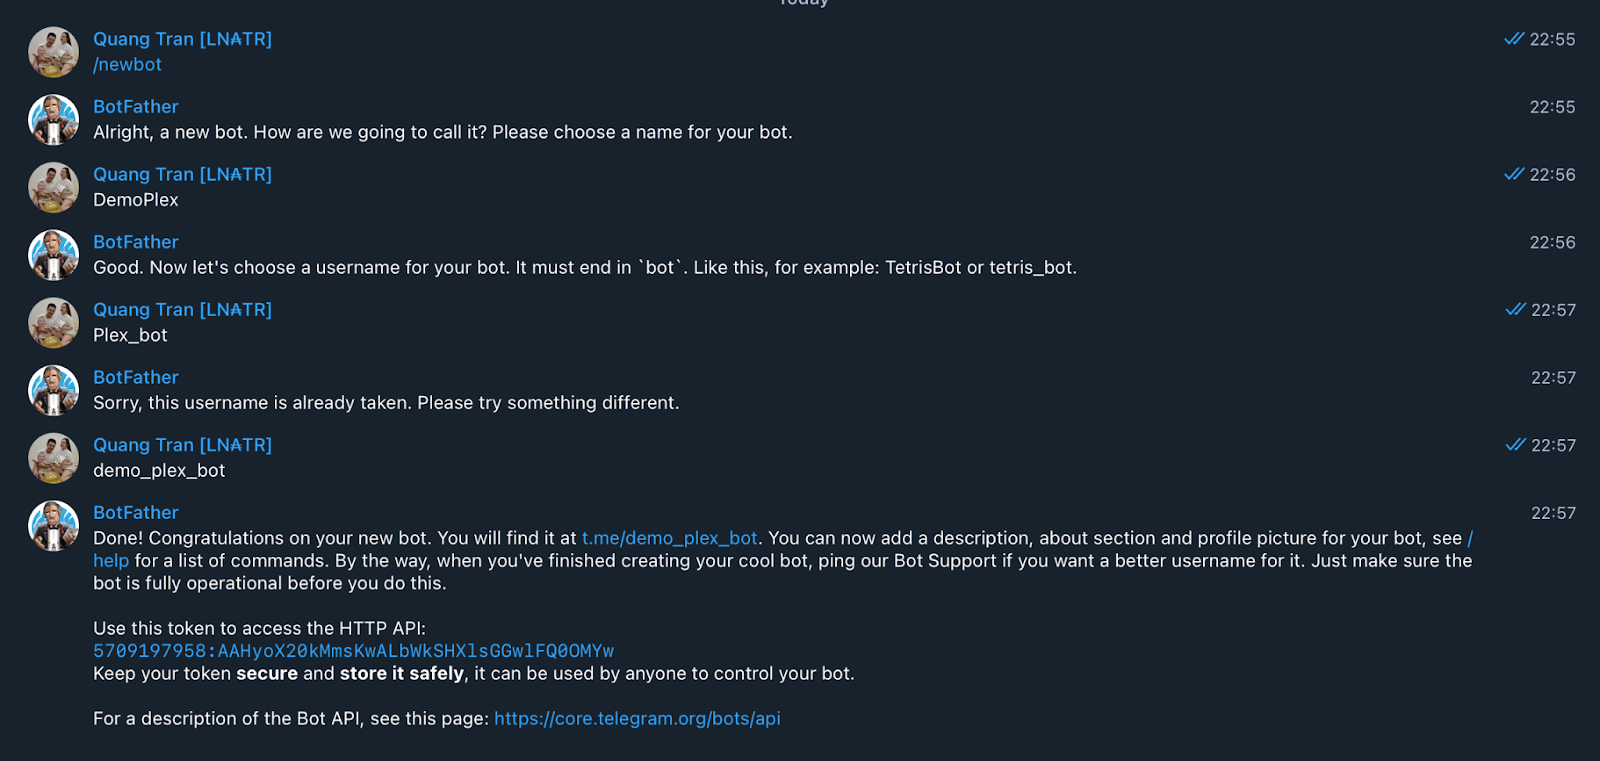 Today
Quang Tran [LN₳TR]
22:55
/newbot
BotFather
22:55
Alright, a new bot. How are we going to call it? Please choose a name for your bot.
Quang Tran [LN₳TR]
22:56
DemoPlex
BotFather
22:56
Good. Now let's choose a username for your bot. It must end in `bot`. Like this, for example: TetrisBot or tetris_bot.
Quang Tran [LN₳TR]
22:57
Plex_bot
BotFather
22:57
Sorry, this username is already taken. Please try something different.
Quang Tran [LN₳TR]
22:57
demo_plex_bot
BotFather
22:57
Done! Congratulations on your new bot. You will find it at t.me/demo_plex_bot. You can now add a description, about section and profile picture for your bot, see /
help for a list of commands. By the way, when you've finished creating your cool bot, ping our Bot Support if you want a better username for it. Just make sure the
bot is fully operational before you do this.
Use this token to access the HTTP API:
5709197958:AAHyoX20kMmsKwALbWkSHXlsGGwlFQ0OMYw
Keep your token secure and store it safely, it can be used by anyone to control your bot.
For a description of the Bot API, see this page: https://core.telegram.org/bots/api